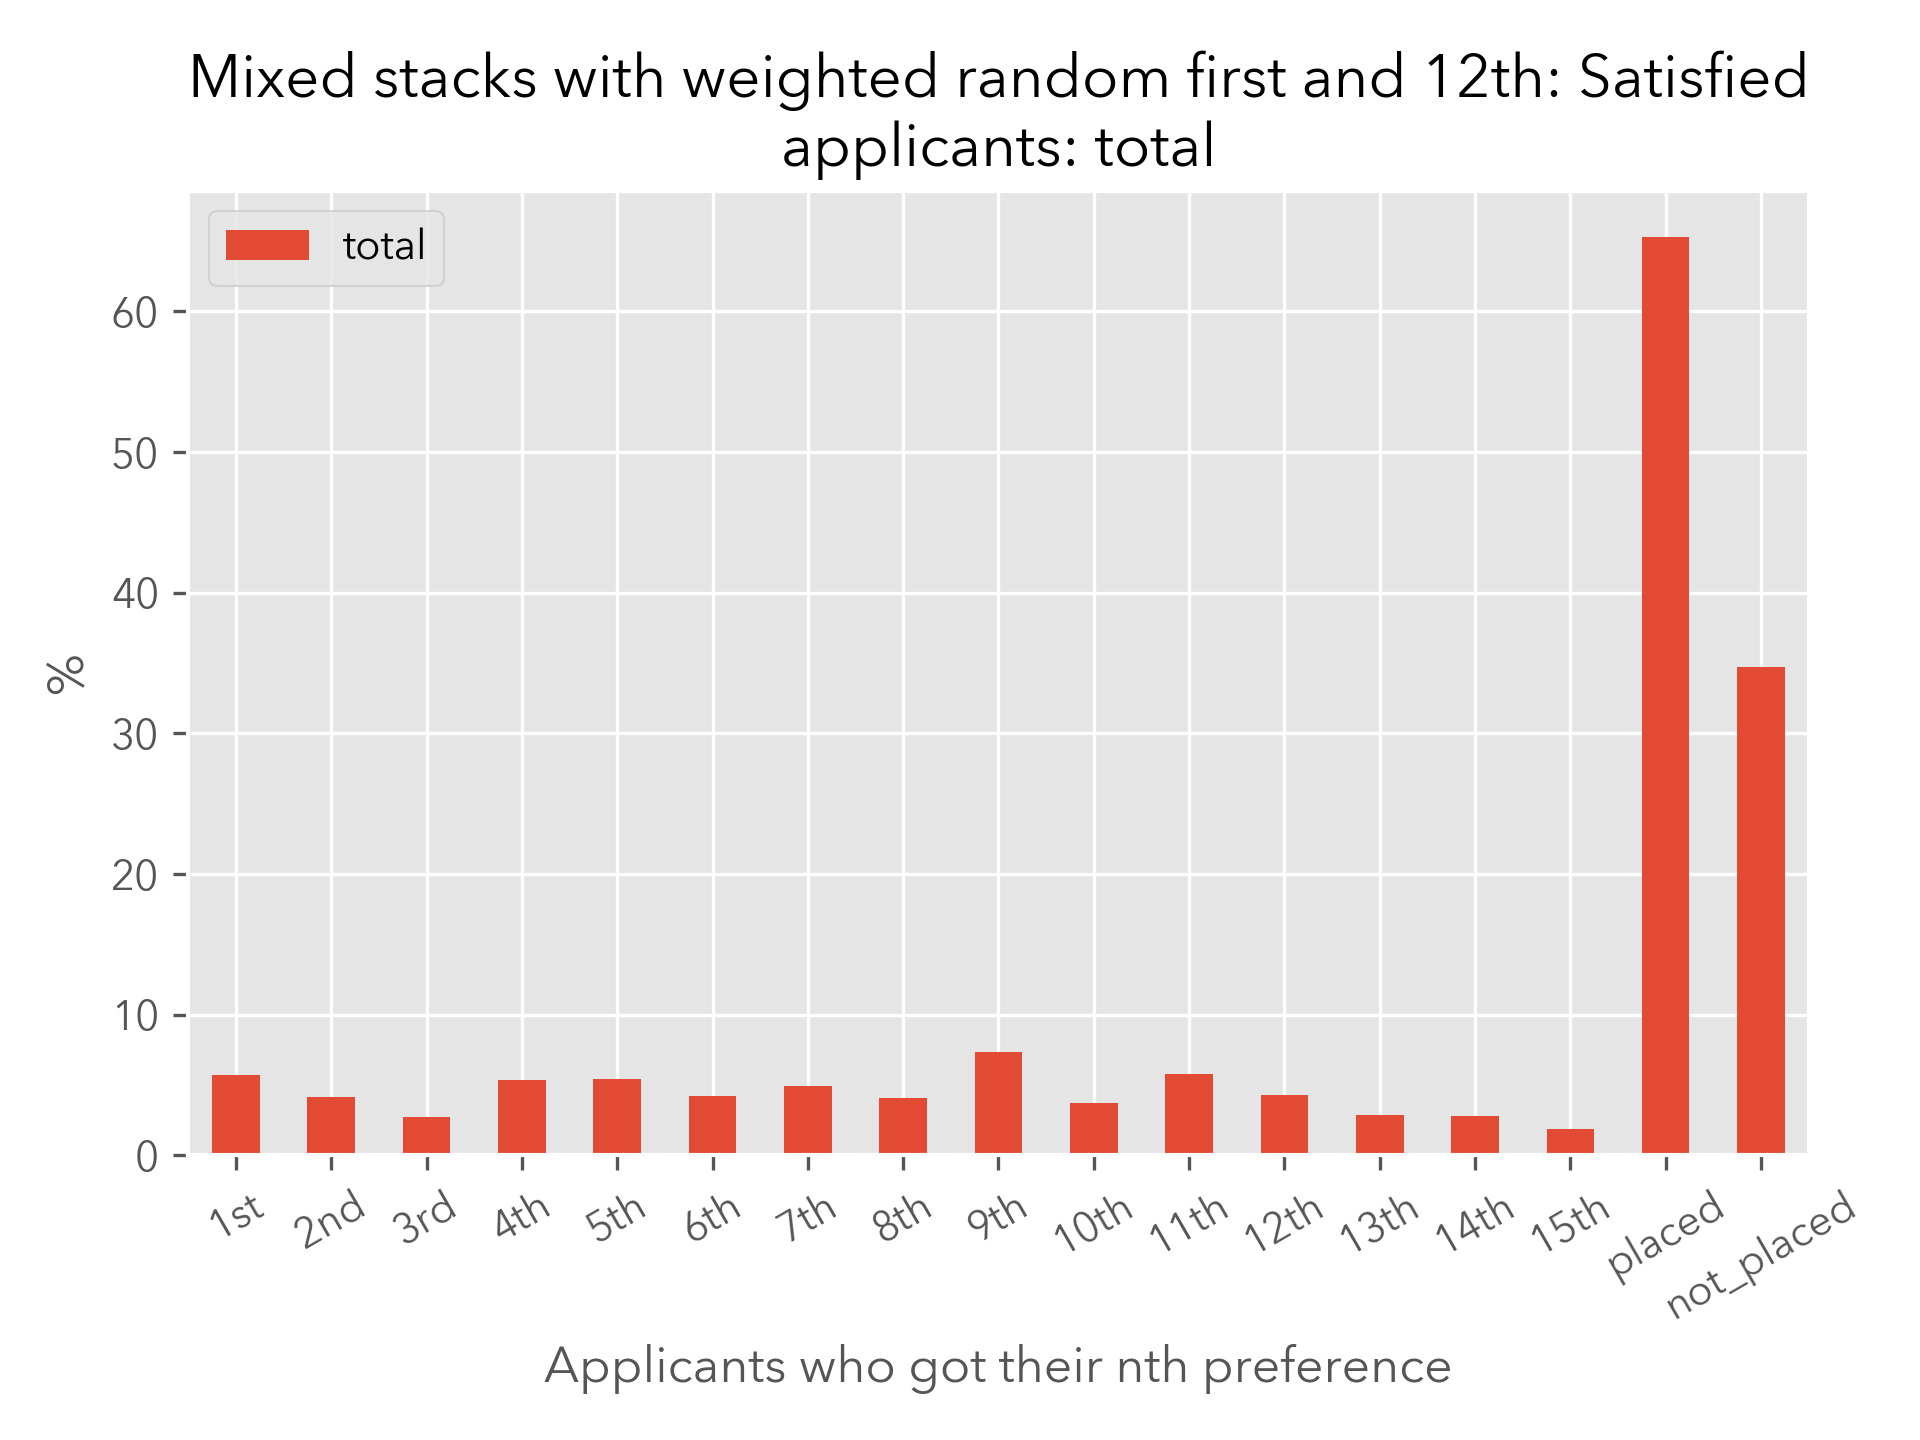 Mixed stacks with weighted random first and 12th: Satisfied
applicants: total
total
60
50
40
30
20
10
0
%
1st 2nd 3rd 4th 5th 6th 7th 8th 9th 10th 11th 12th 13th 14th 15th placed not_placed
Applicants who got their nth preference